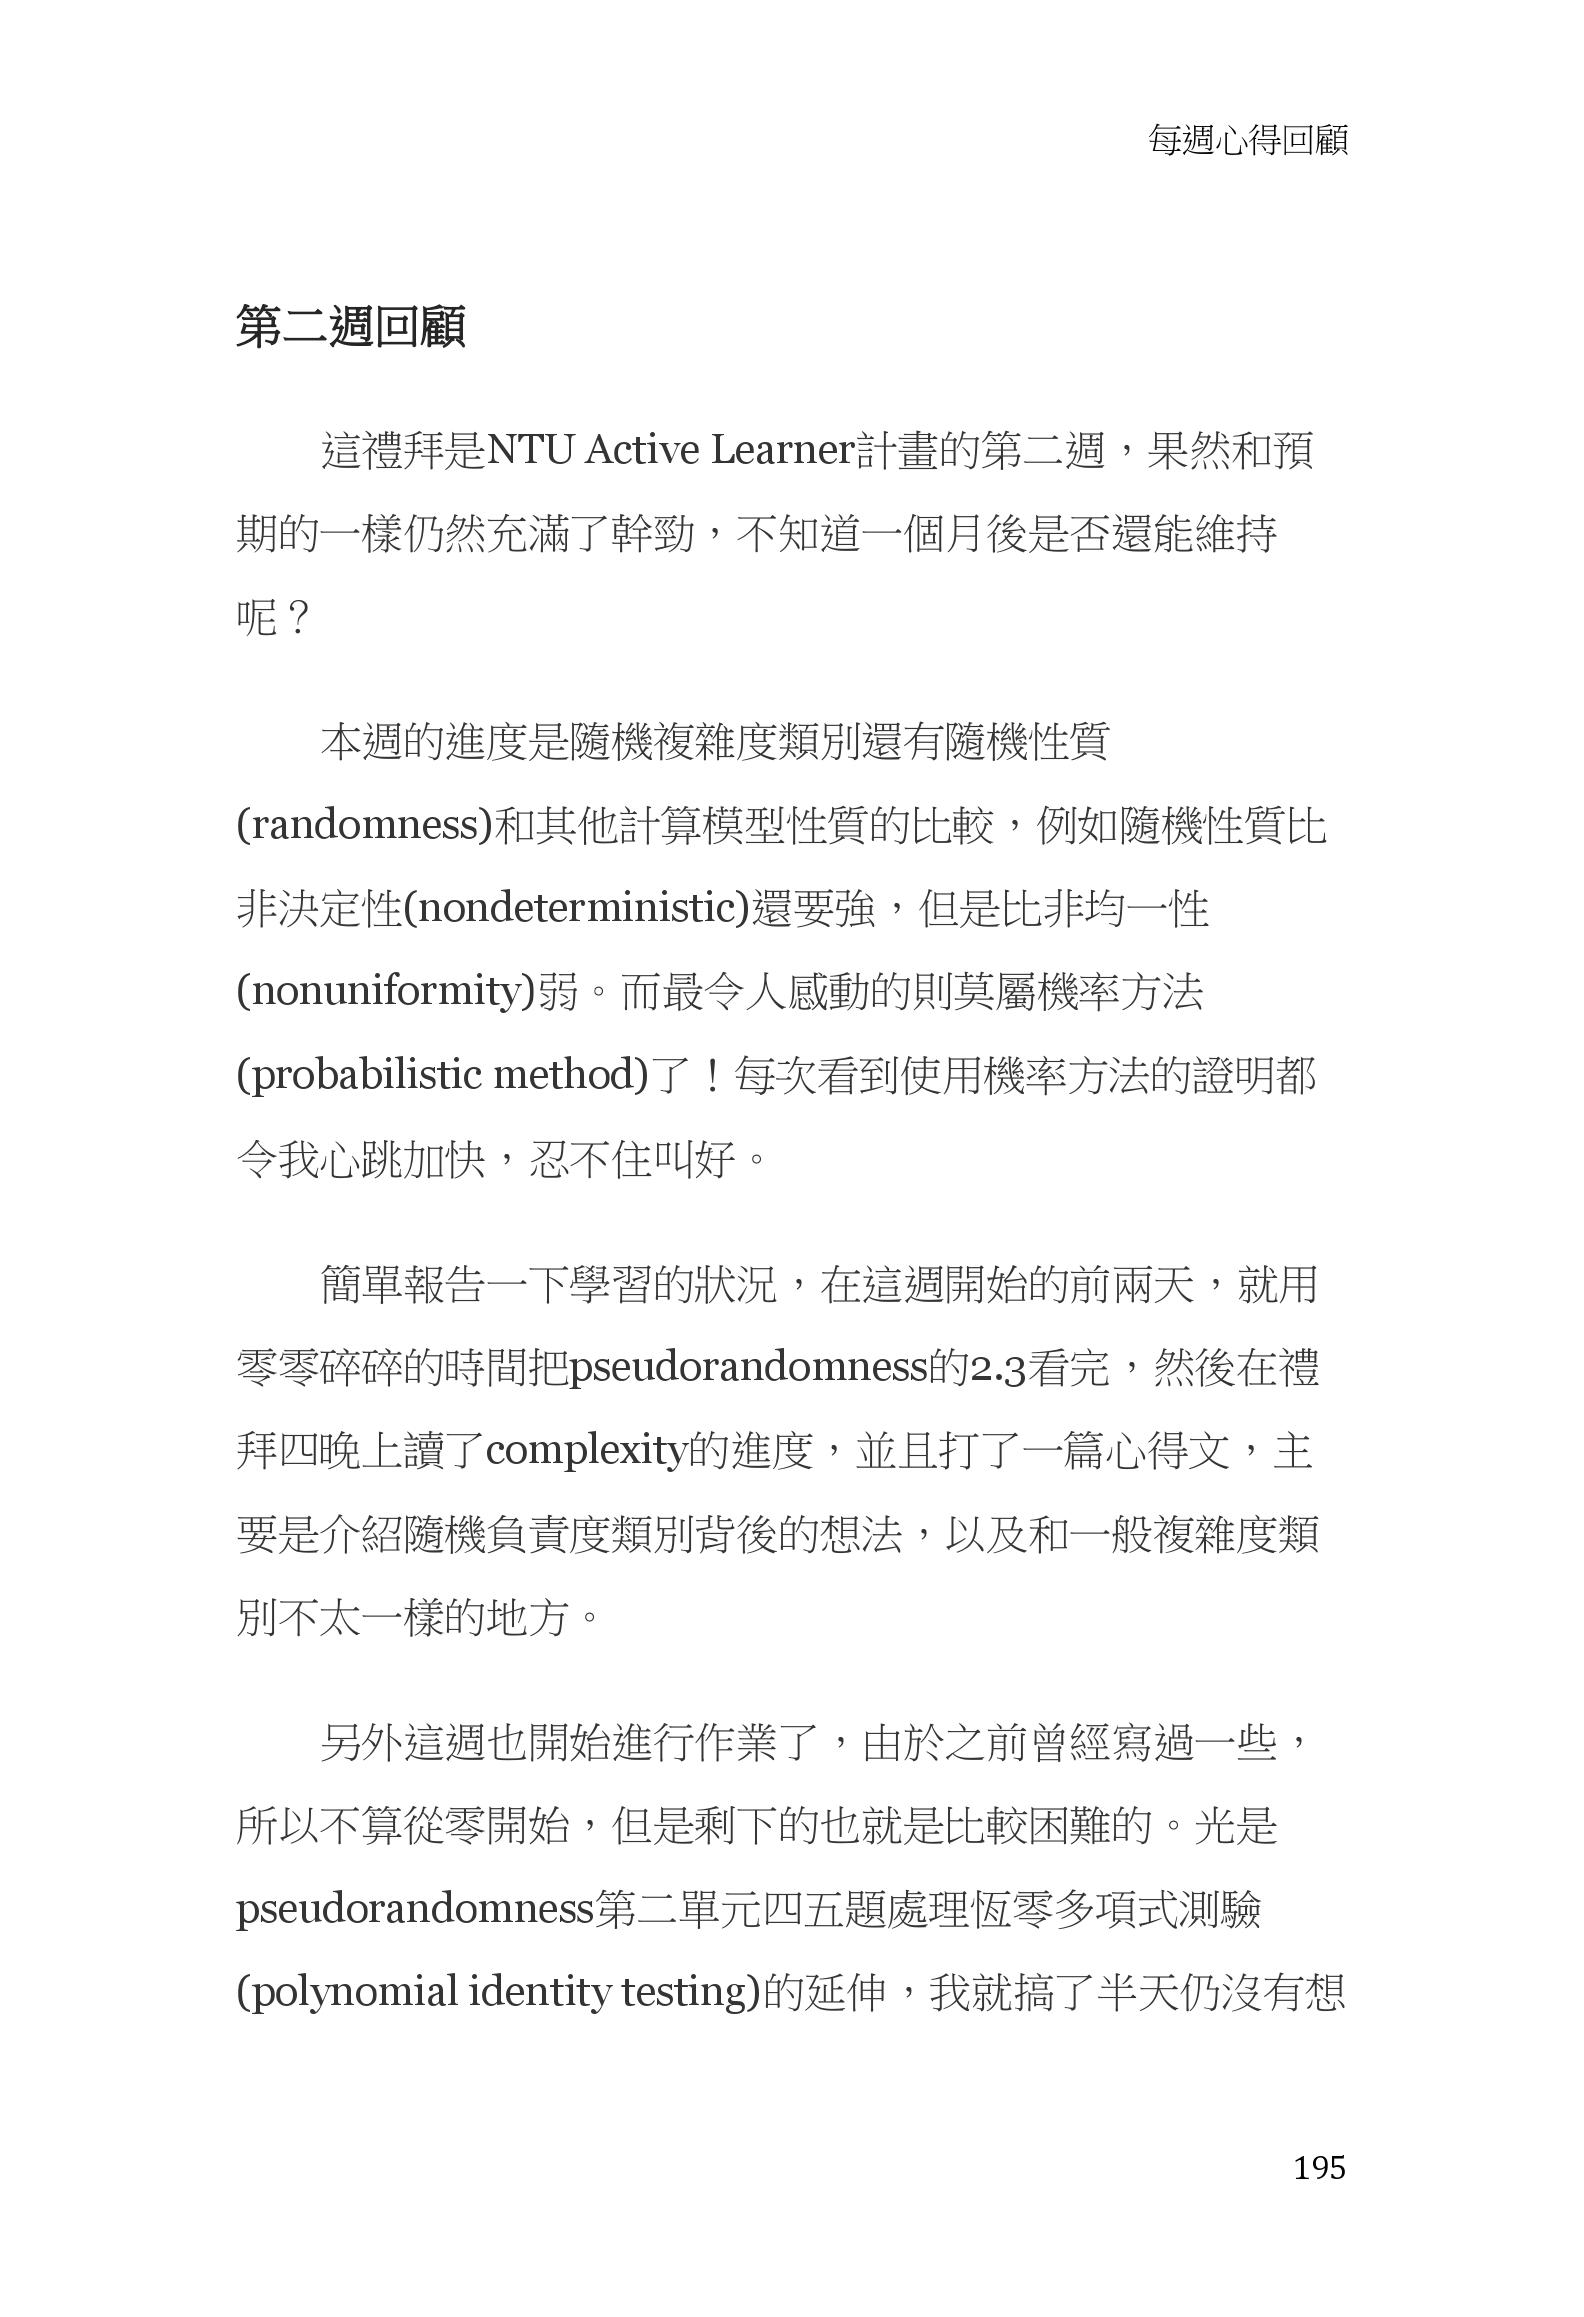 每週心得回顧
第二週回顧
這禮拜是NTU Active Learner計畫的第二週，果然和預
期的一樣仍然充滿了幹勁，不知道一個月後是否還能維持
呢？
本週的進度是隨機複雜度類別還有隨機性質
(randomness)和其他計算模型性質的比較，例如隨機性質比
非決定性(nondeterministic)還要強，但是比非均一性
(nonuniformity)弱。而最令人感動的則莫屬機率方法
(probabilistic method)了！每次看到使用機率方法的證明都
令我心跳加快，忍不住叫好。
簡單報告一下學習的狀況，在這週開始的前兩天，就用
零零碎碎的時間把pseudorandomness的2.3看完，然後在禮
拜四晚上讀了complexity的進度，並且打了一篇心得文，主
要是介紹隨機負責度類別背後的想法，以及和一般複雜度類
別不太一樣的地方。
另外這週也開始進行作業了，由於之前曾經寫過一些，
所以不算從零開始，但是剩下的也就是比較困難的。光是
pseudorandomness第二單元四五題處理恆零多項式測驗
(polynomial identity testing)的延伸，我就搞了半天仍沒有想
195